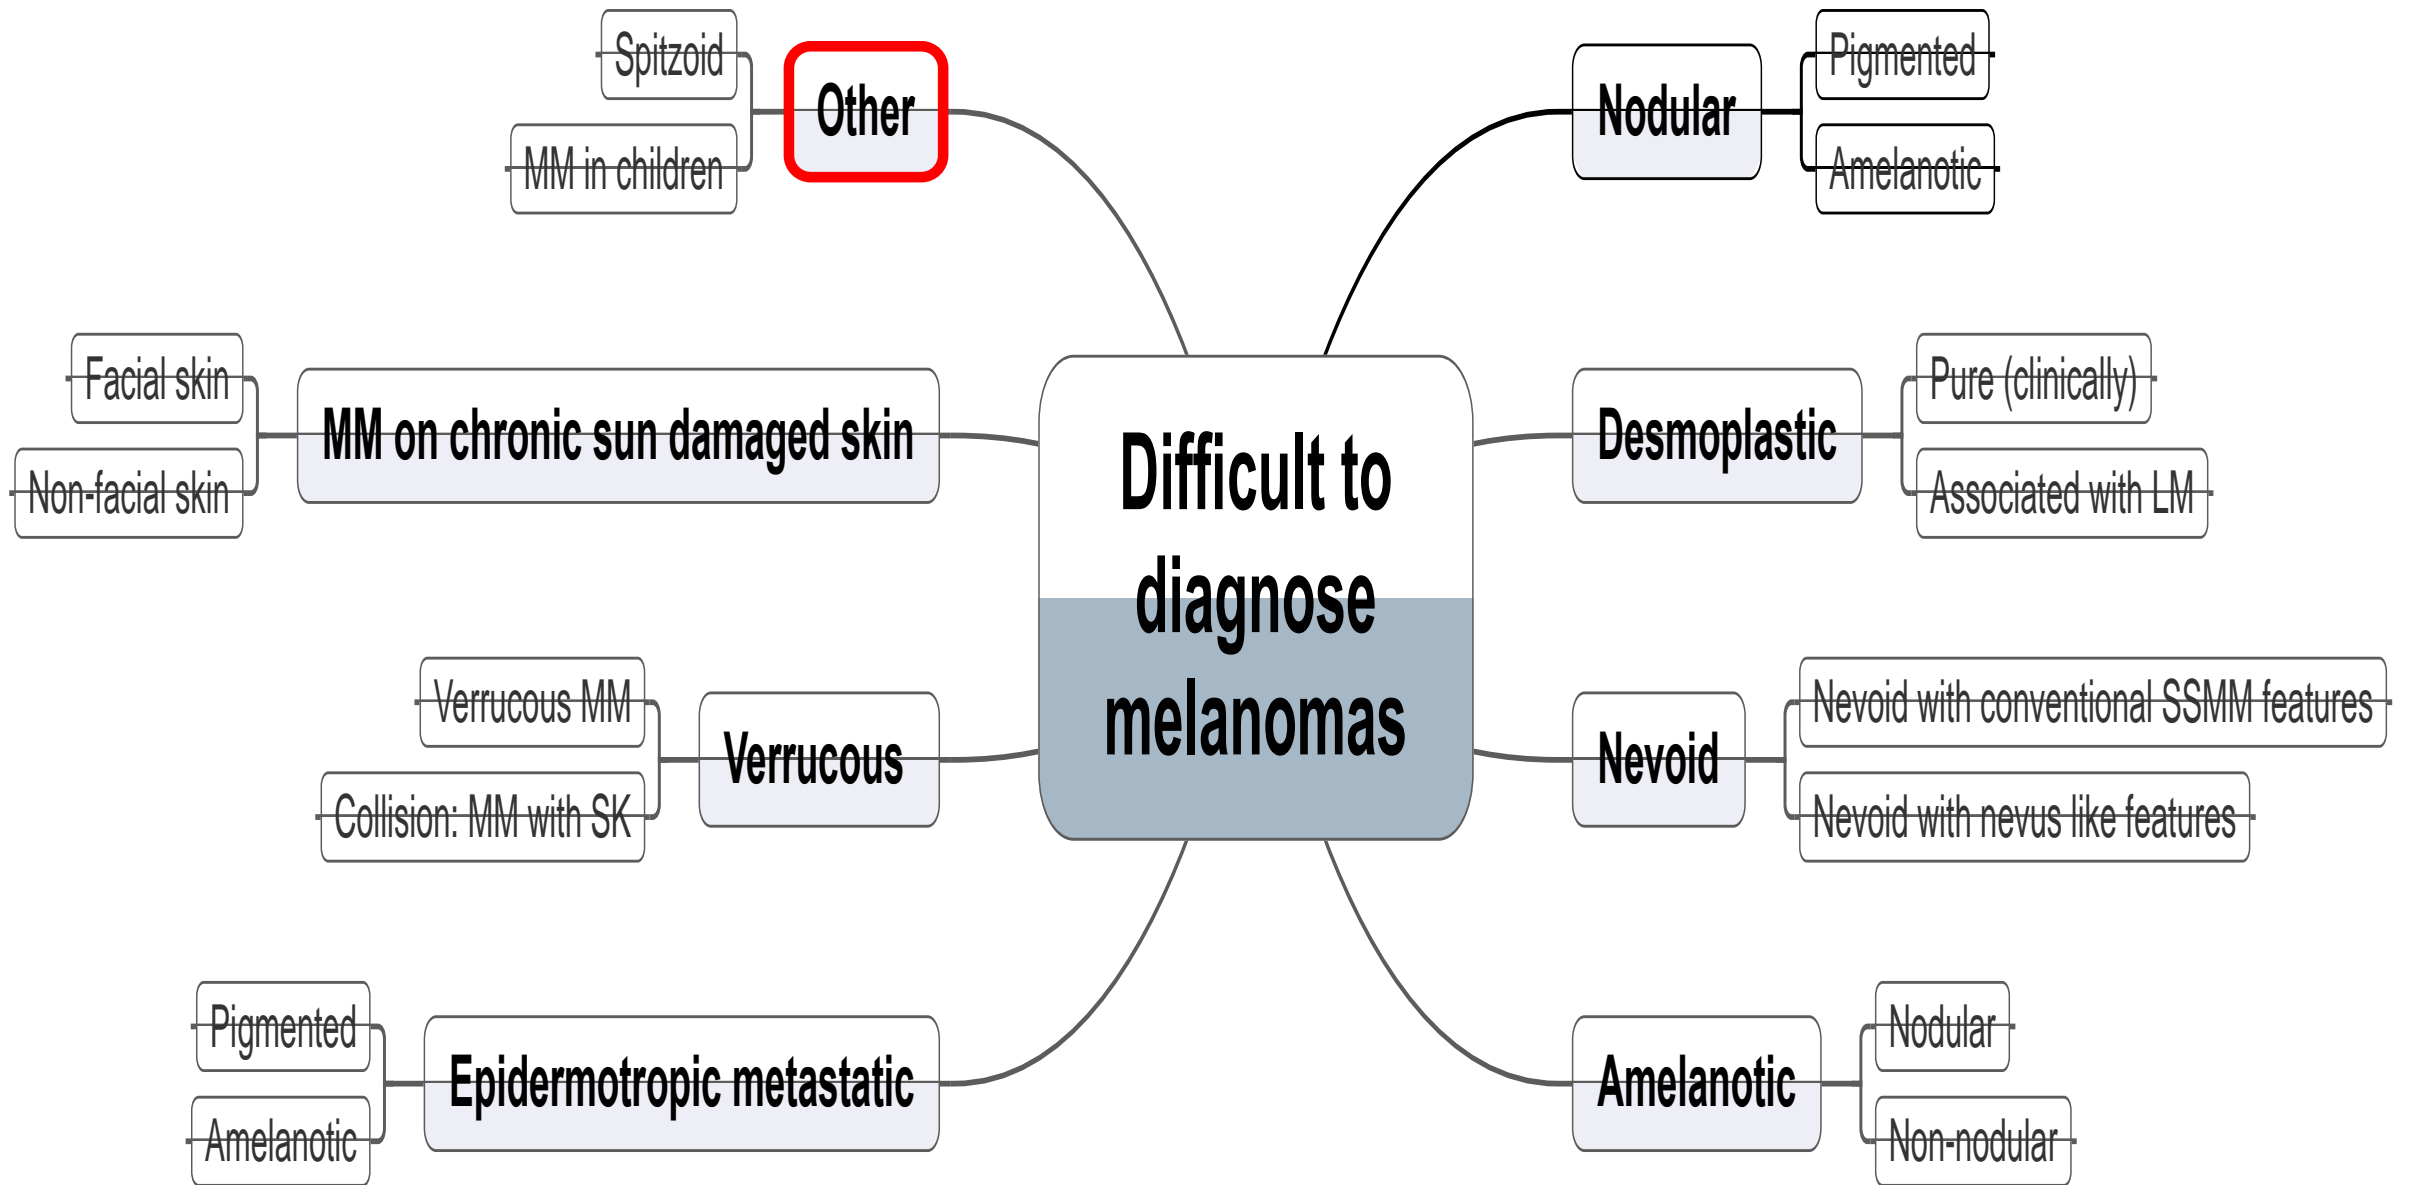 Difficult to
diagnose
melanomas
Nodular
Pigmented
Amelanotic
Desmoplastic
Pure (clinically)
Associated with LM
Nevoid
Nevoid with conventional SSMM features
Nevoid with nevus like features
Amelanotic
Nodular
Non-nodular
Other
Spitzoid
MM in children
MM on chronic sun damaged skin
Facial skin
Non-facial skin
Verrucous
Verrucous MM
Collision: MM with SK
Epidermotropic metastatic
Pigmented
Amelanotic